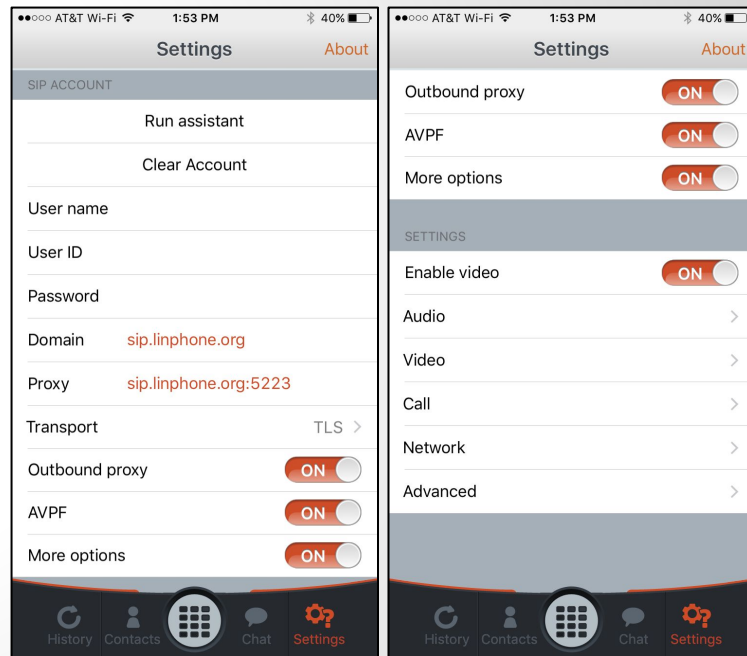 AT&T Wi-Fi 1:53 PM 40%
Settings About
SIP ACCOUNT
Run assistant
Clear Account
User name
User ID
Password
Domain sip.linphone.org
Proxy sip.linphone.org:5223
Transport TLS
Outbound proxy ON
AVPF ON
More options ON
History Contacts Chat Settings
AT&T Wi-Fi 1:53 PM 40%
Settings About
Outbound proxy ON
AVPF ON
More options ON
SETTINGS
Enable video ON
Audio
Video
Call
Network
Advanced
History Contacts Chat Settings